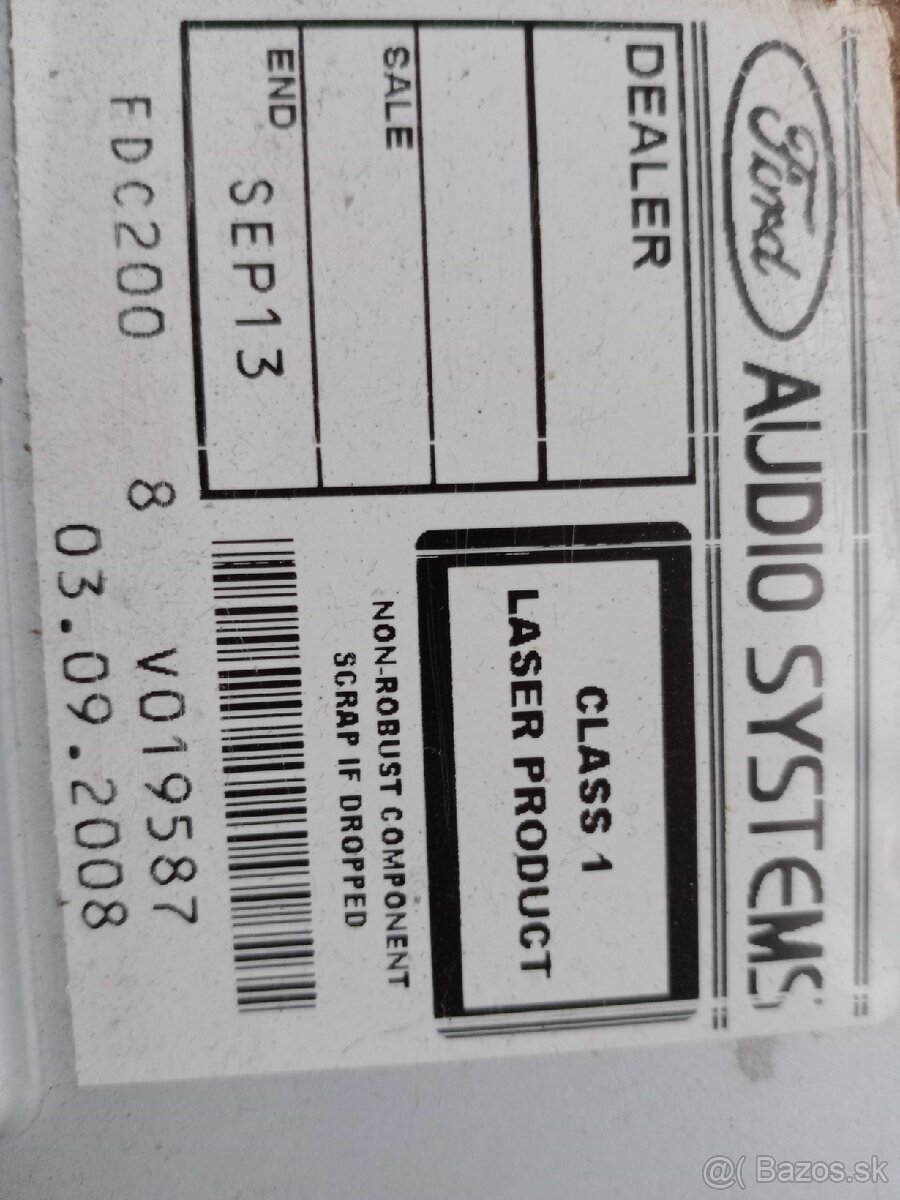 Ford AUDIO SYSTEMS
DEALER
SALE
END SEP13
CLASS 1
LASER PRODUCT
NON-ROBUST COMPONENT
SCRAP IF DROPPED
FDC200 8 V019587
03.09.2008
@( Bazos.sk